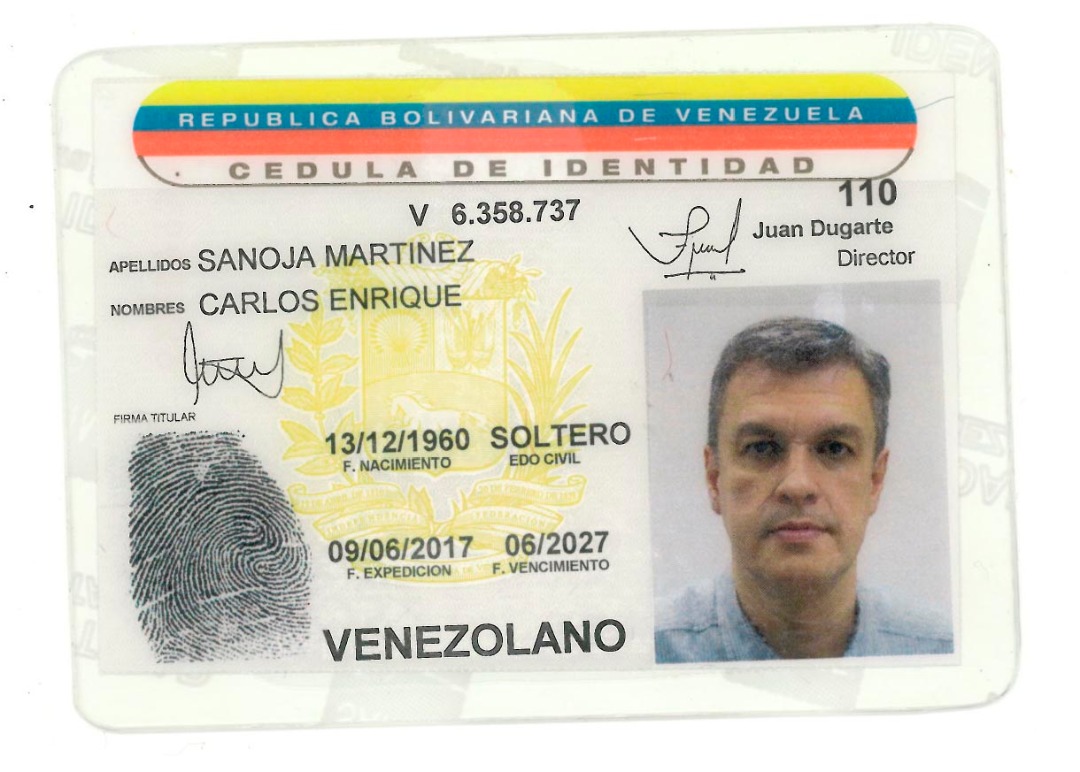 REPUBLICA BOLIVARIANA DE VENEZUELA
CEDULA DE IDENTIDAD
V 6.358.737
110
Juan Dugarte
Director
APELLIDOS SANOJA MARTINEZ
NOMBRES CARLOS ENRIQUE
FIRMA TITULAR
13/12/1960 SOLTERO
F. NACIMIENTO EDO CIVIL
09/06/2017 06/2027
F. EXPEDICION F. VENCIMIENTO
VENEZOLANO